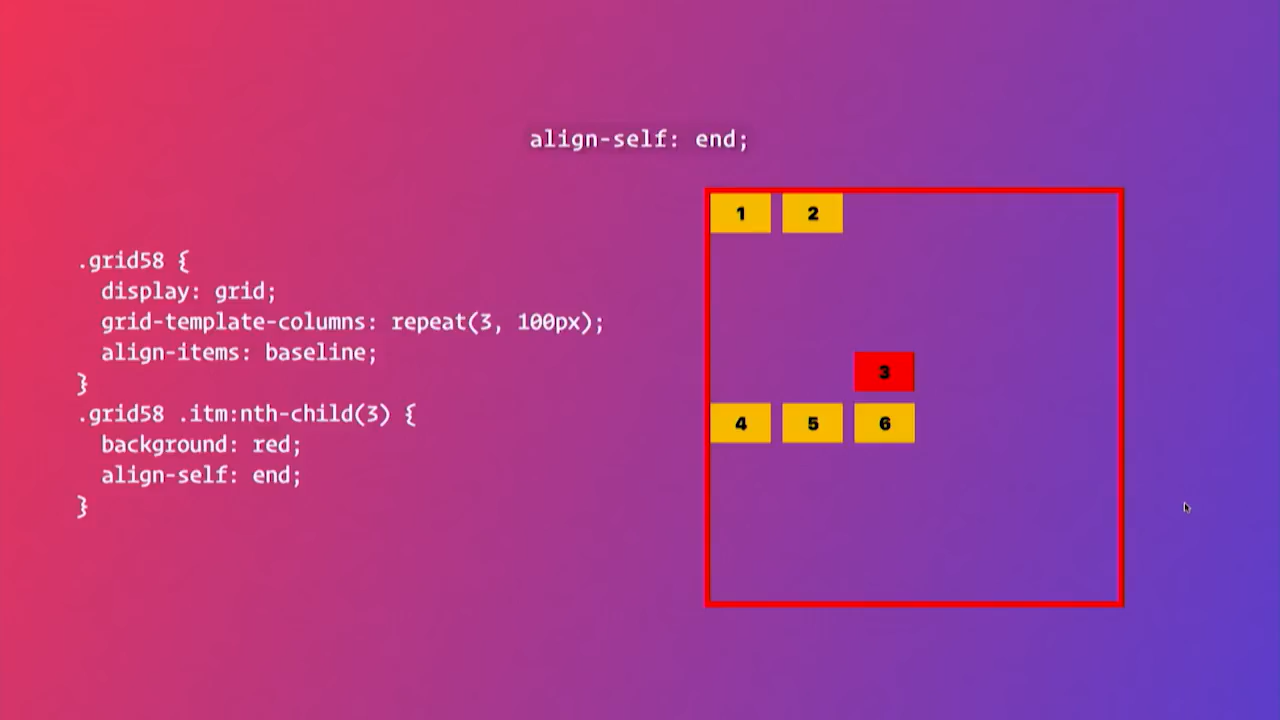 align-self: end;
.grid58 {
  display: grid;
  grid-template-columns: repeat(3, 100px);
  align-items: baseline;
}
.grid58 .itm:nth-child(3) {
  background: red;
  align-self: end;
}
1 2
3
4 5 6